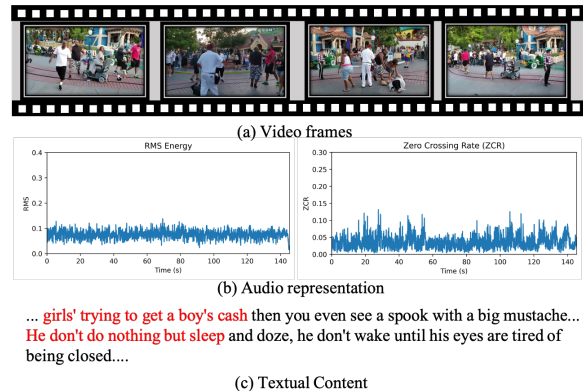 (a) Video frames
RMS Energy
0.4
0.3
0.2
0.1
0.0
RMS
0 20 40 60 80 100 120 140
Time (s)
Zero Crossing Rate (ZCR)
0.30
0.25
0.20
0.15
0.10
0.05
0.00
ZCR
0 20 40 60 80 100 120 140
Time (s)
(b) Audio representation
... girls' trying to get a boy's cash then you even see a spook with a big mustache...
He don't do nothing but sleep and doze, he don't wake until his eyes are tired of
being closed....
(c) Textual Content